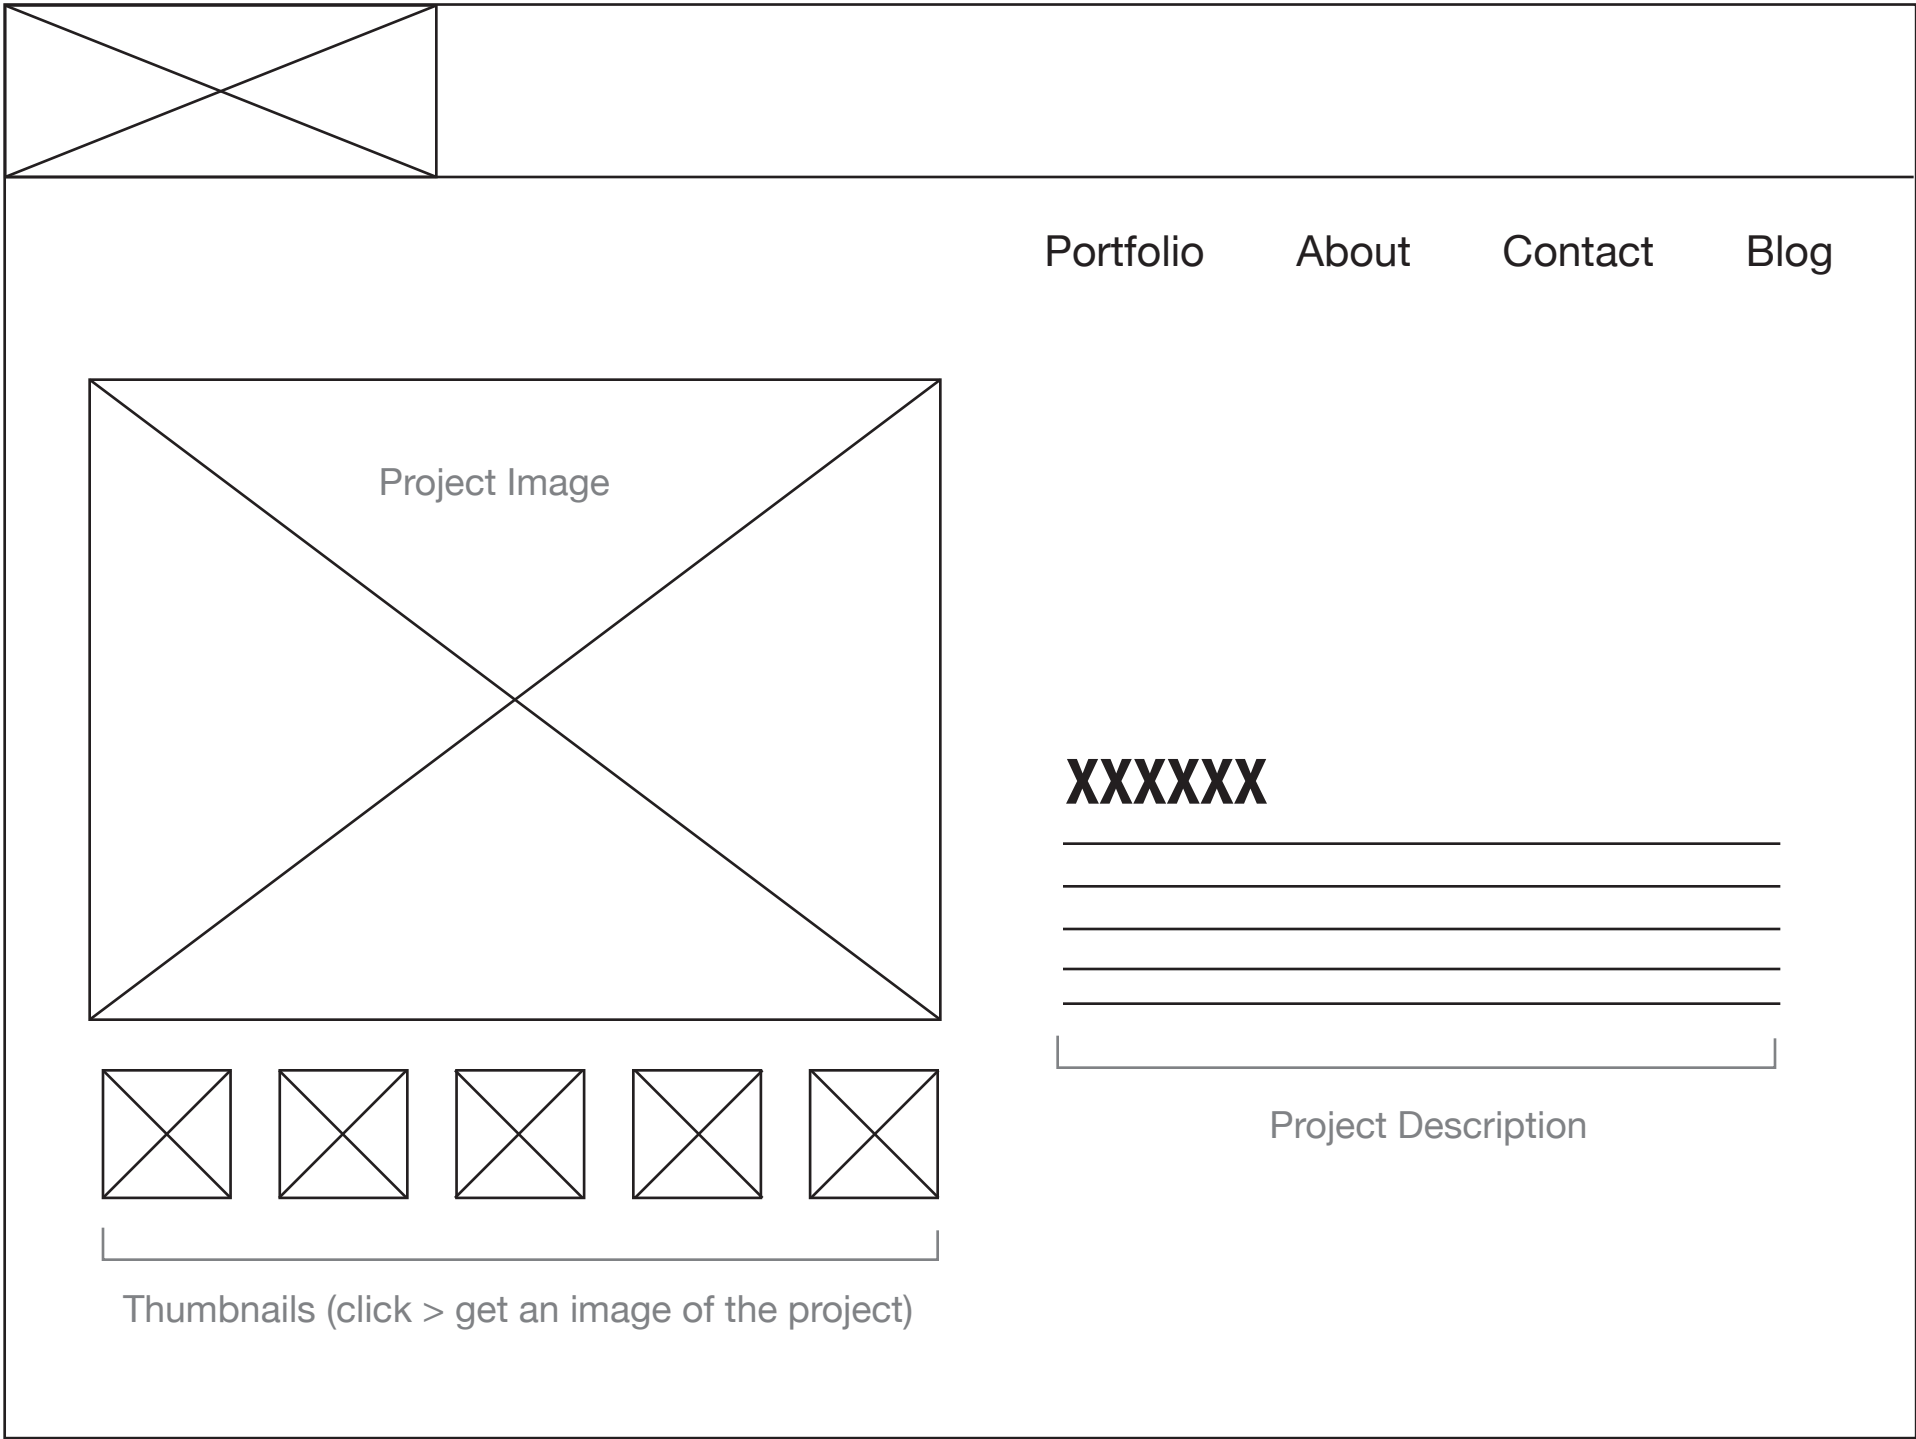 Portfolio About Contact Blog
Project Image
XXXXXX
Project Description
Thumbnails (click > get an image of the project)